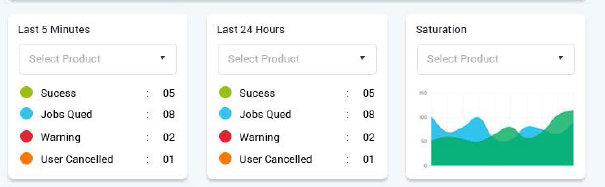 Last 5 Minutes
Select Product
Sucess : 05
Jobs Qued : 08
Warning : 02
User Cancelled : 01
Last 24 Hours
Select Product
Sucess : 05
Jobs Qued : 08
Warning : 02
User Cancelled : 01
Saturation
Select Product
150
100
50
0